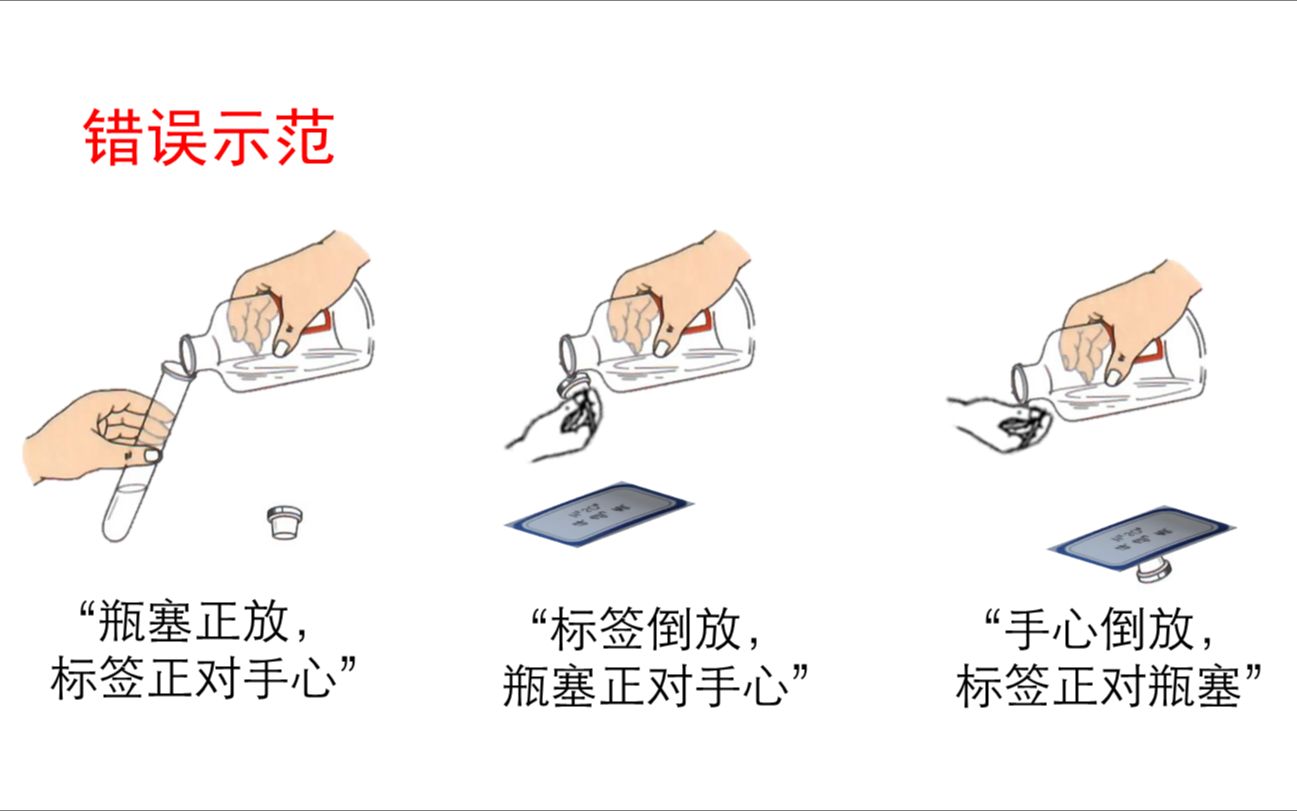 错误示范
“瓶塞正放，
标签正对手心”
“标签倒放，
瓶塞正对手心”
“手心倒放，
标签正对瓶塞”